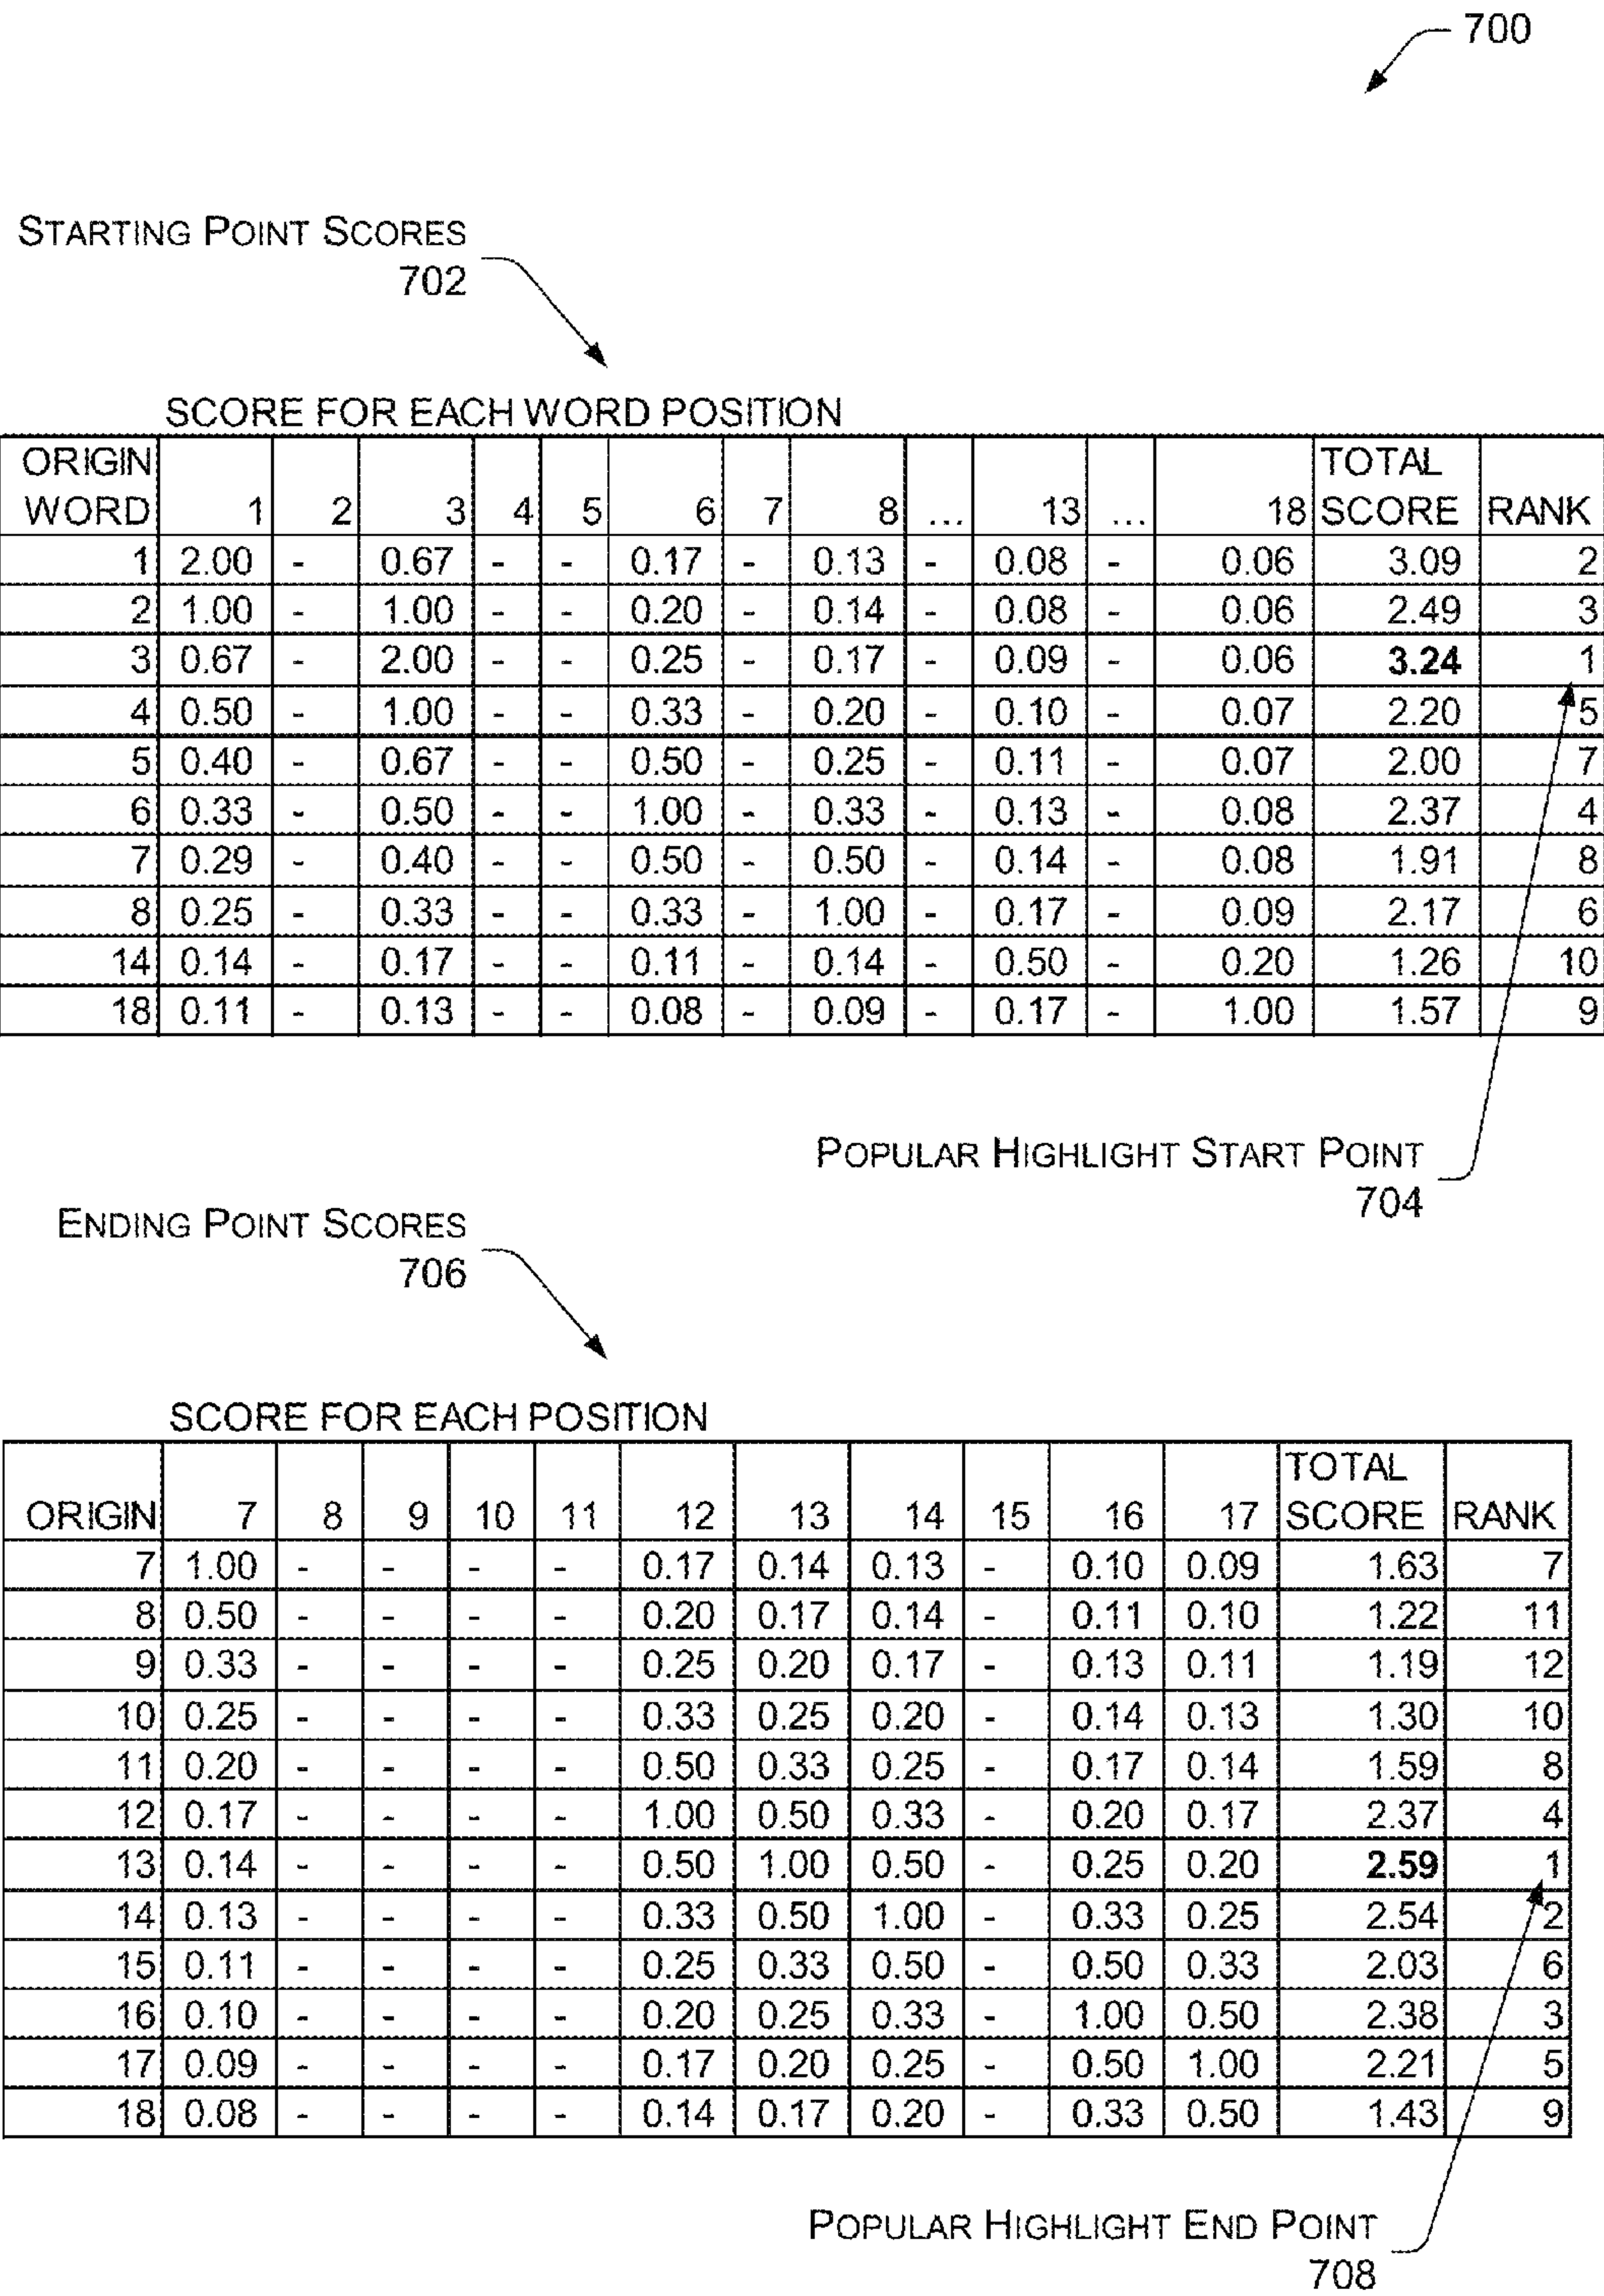 700
STARTING POINT SCORES
702
SCORE FOR EACH WORD POSITION
ORIGIN WORD 1 2 3 4 5 6 7 8 ... 13 ... 18 TOTAL SCORE RANK
1 2.00 - 0.67 - - 0.17 - 0.13 - 0.08 - 0.06 3.09 2
2 1.00 - 1.00 - - 0.20 - 0.14 - 0.08 - 0.06 2.49 3
3 0.67 - 2.00 - - 0.25 - 0.17 - 0.09 - 0.06 3.24 1
4 0.50 - 1.00 - - 0.33 - 0.20 - 0.10 - 0.07 2.20 5
5 0.40 - 0.67 - - 0.50 - 0.25 - 0.11 - 0.07 2.00 7
6 0.33 - 0.50 - - 1.00 - 0.33 - 0.13 - 0.08 2.37 4
7 0.29 - 0.40 - - 0.50 - 0.50 - 0.14 - 0.08 1.91 8
8 0.25 - 0.33 - - 0.33 - 1.00 - 0.17 - 0.09 2.17 6
14 0.14 - 0.17 - - 0.11 - 0.14 - 0.50 - 0.20 1.26 10
18 0.11 - 0.13 - - 0.08 - 0.09 - 0.17 - 1.00 1.57 9
POPULAR HIGHLIGHT START POINT
704
ENDING POINT SCORES
706
SCORE FOR EACH POSITION
ORIGIN 7 8 9 10 11 12 13 14 15 16 17 TOTAL SCORE RANK
7 1.00 - - - - 0.17 0.14 0.13 - 0.10 0.09 1.63 7
8 0.50 - - - - 0.20 0.17 0.14 - 0.11 0.10 1.22 11
9 0.33 - - - - 0.25 0.20 0.17 - 0.13 0.11 1.19 12
10 0.25 - - - - 0.33 0.25 0.20 - 0.14 0.13 1.30 10
11 0.20 - - - - 0.50 0.33 0.25 - 0.17 0.14 1.59 8
12 0.17 - - - - 1.00 0.50 0.33 - 0.20 0.17 2.37 4
13 0.14 - - - - 0.50 1.00 0.50 - 0.25 0.20 2.59 1
14 0.13 - - - - 0.33 0.50 1.00 - 0.33 0.25 2.54 2
15 0.11 - - - - 0.25 0.33 0.50 - 0.50 0.33 2.03 6
16 0.10 - - - - 0.20 0.25 0.33 - 1.00 0.50 2.38 3
17 0.09 - - - - 0.17 0.20 0.25 - 0.50 1.00 2.21 5
18 0.08 - - - - 0.14 0.17 0.20 - 0.33 0.50 1.43 9
POPULAR HIGHLIGHT END POINT
708